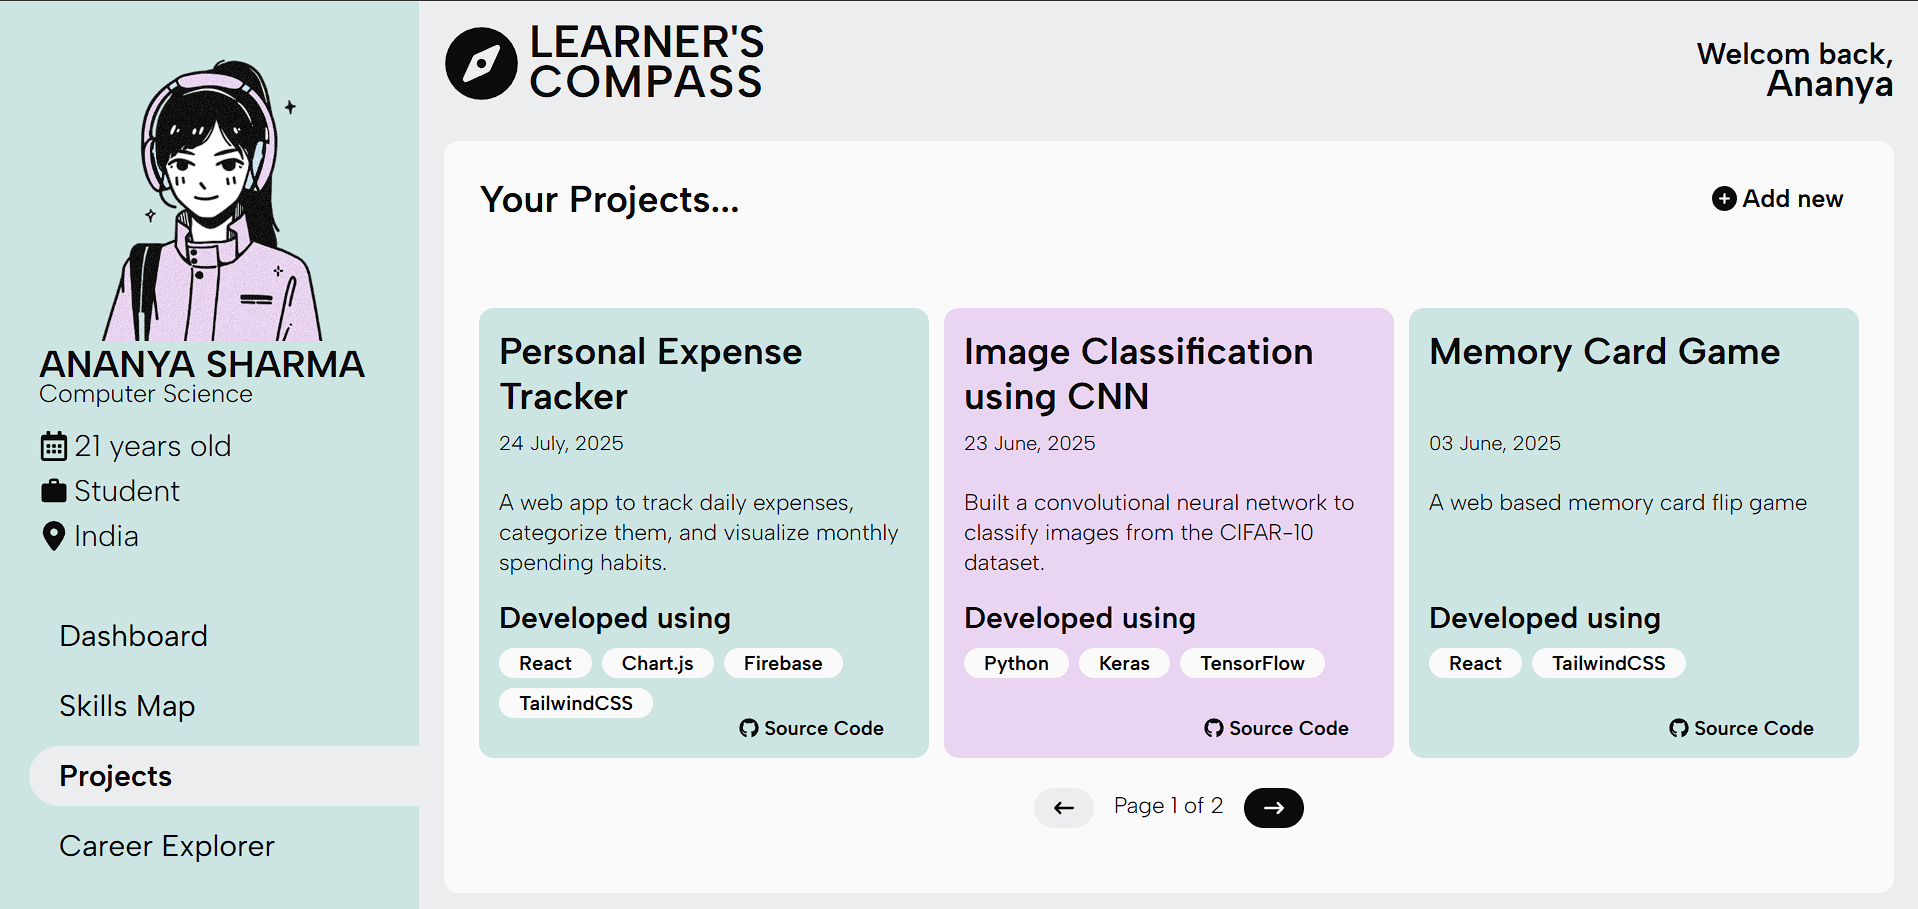 ANANYA SHARMA
Computer Science
21 years old
Student
India
Dashboard
Skills Map
Projects
Career Explorer
LEARNER'S
COMPASS
Welcom back,
Ananya
Your Projects...
Add new
Personal Expense
Tracker
24 July, 2025
A web app to track daily expenses,
categorize them, and visualize monthly
spending habits.
Developed using
React Chart.js Firebase
TailwindCSS
Source Code
Image Classification
using CNN
23 June, 2025
Built a convolutional neural network to
classify images from the CIFAR-10
dataset.
Developed using
Python Keras TensorFlow
Source Code
Memory Card Game
03 June, 2025
A web based memory card flip game
Developed using
React TailwindCSS
Source Code
Page 1 of 2